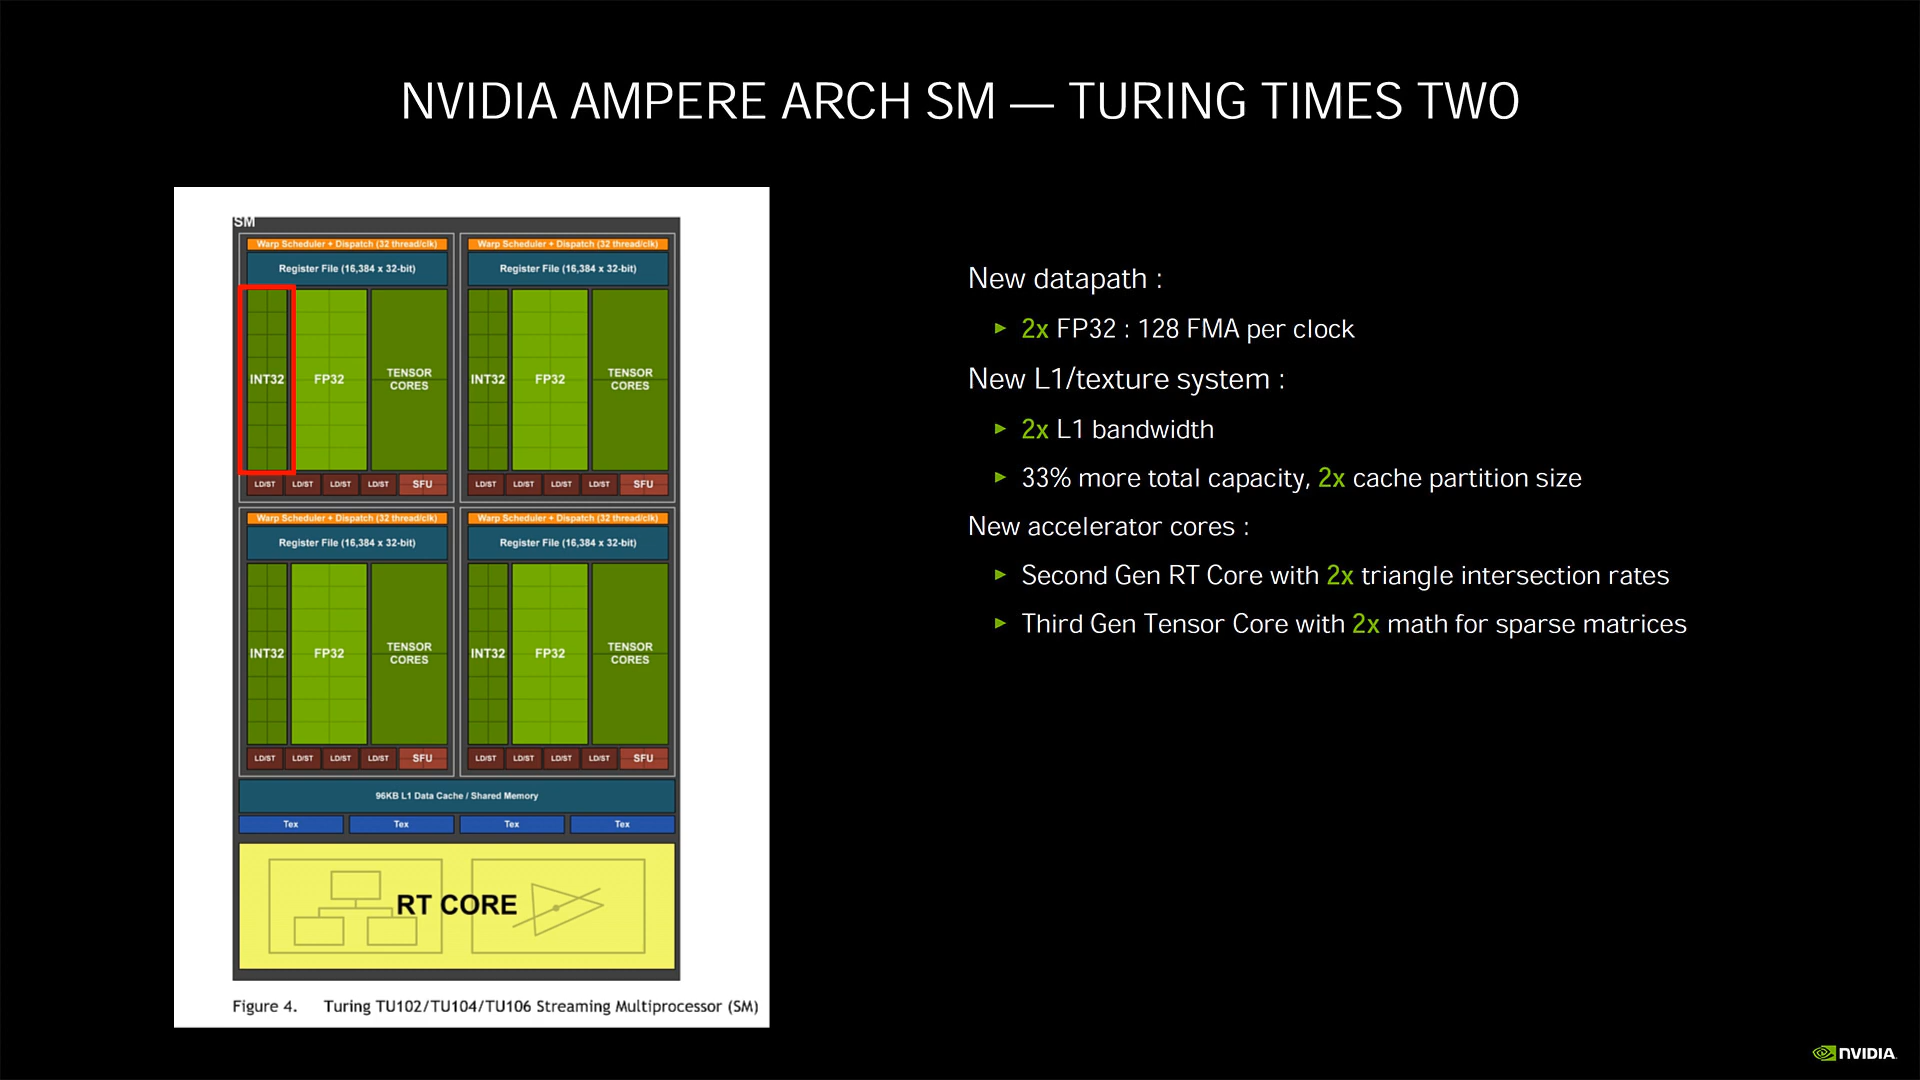 NVIDIA AMPERE ARCH SM — TURING TIMES TWO
SM
Warp Scheduler + Dispatch (32 thread/clk)
Register File (16,384 x 32-bit)
INT32
FP32
TENSOR
CORES
LD/ST
LD/ST
LD/ST
LD/ST
SFU
Warp Scheduler + Dispatch (32 thread/clk)
Register File (16,384 x 32-bit)
INT32
FP32
TENSOR
CORES
LD/ST
LD/ST
LD/ST
LD/ST
SFU
Warp Scheduler + Dispatch (32 thread/clk)
Register File (16,384 x 32-bit)
INT32
FP32
TENSOR
CORES
LD/ST
LD/ST
LD/ST
LD/ST
SFU
Warp Scheduler + Dispatch (32 thread/clk)
Register File (16,384 x 32-bit)
INT32
FP32
TENSOR
CORES
LD/ST
LD/ST
LD/ST
LD/ST
SFU
96KB L1 Data Cache / Shared Memory
Tex
Tex
Tex
Tex
RT CORE
Figure 4. Turing TU102/TU104/TU106 Streaming Multiprocessor (SM)
New datapath :
2x FP32 : 128 FMA per clock
New L1/texture system :
2x L1 bandwidth
33% more total capacity, 2x cache partition size
New accelerator cores :
Second Gen RT Core with 2x triangle intersection rates
Third Gen Tensor Core with 2x math for sparse matrices
NVIDIA.